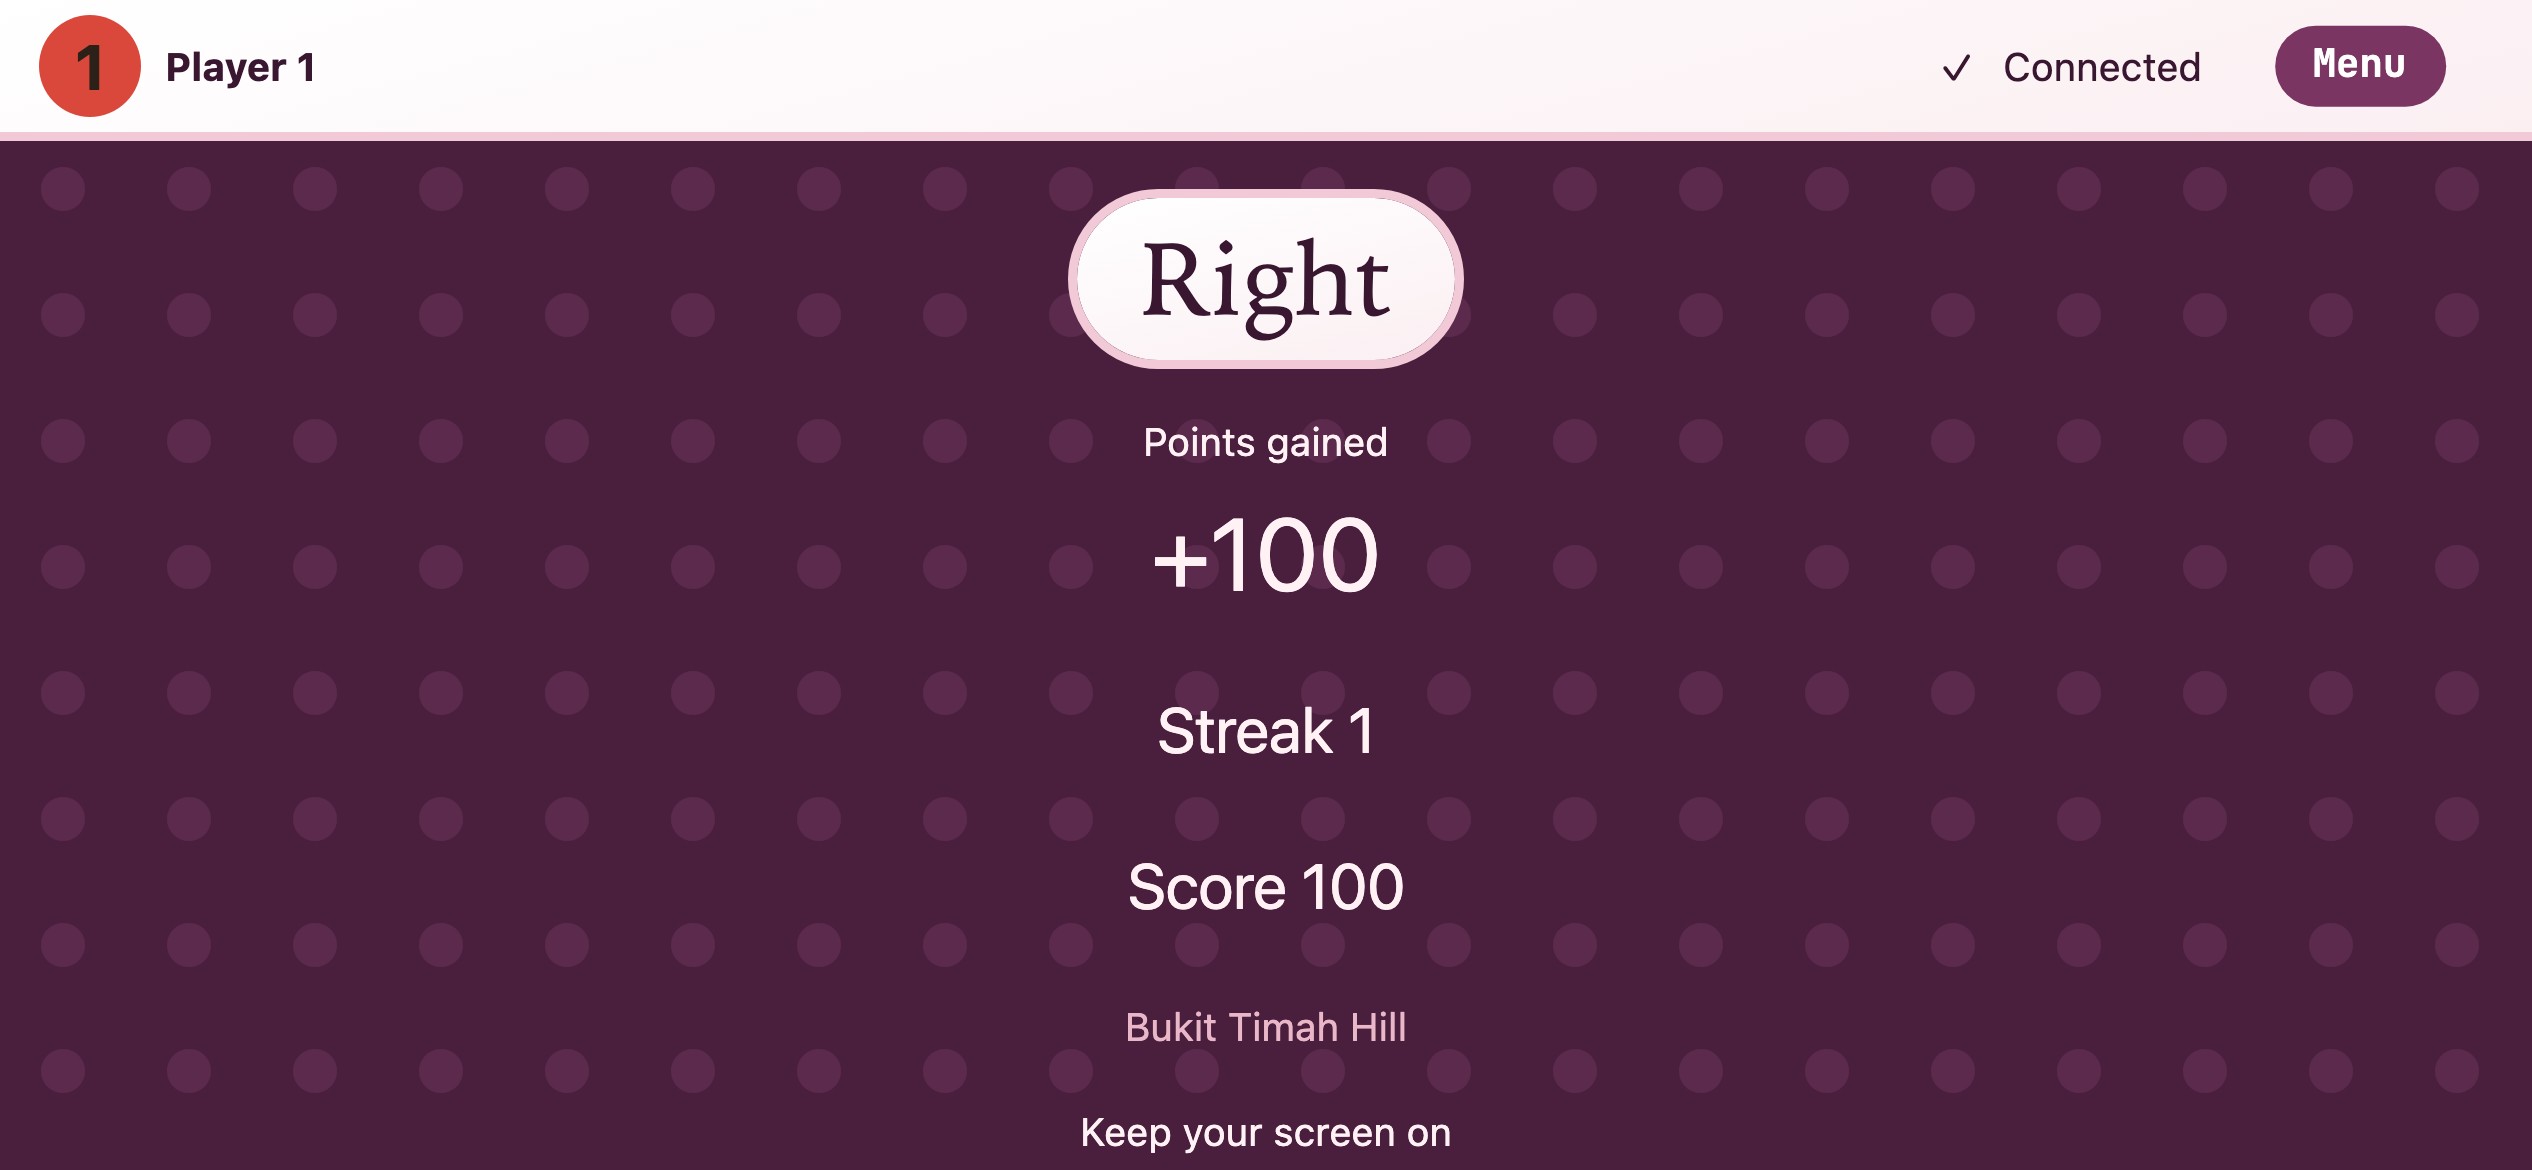 1 Player 1
✓ Connected
Menu
Right
Points gained
+100
Streak 1
Score 100
Bukit Timah Hill
Keep your screen on